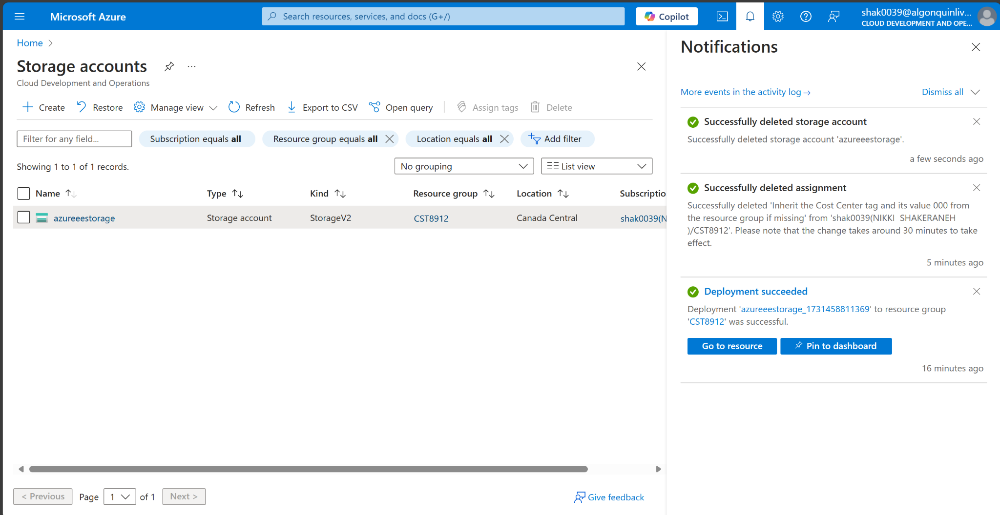 Microsoft Azure
Search resources, services, and docs (G+/)
Copilot
shak0039@algonquinliv...
CLOUD DEVELOPMENT AND OPE...
Home
Storage accounts
...
Cloud Development and Operations
Create
Restore
Manage view
Refresh
Export to CSV
Open query
Assign tags
Delete
Filter for any field...
Subscription equals all
Resource group equals all
Location equals all
Add filter
Showing 1 to 1 of 1 records.
No grouping
List view
Name
Type
Kind
Resource group
Location
Subscriptio
azureeestorage
Storage account
StorageV2
CST8912
Canada Central
shak0039(N
< Previous
Page
1
of 1
Next >
Give feedback
Notifications
More events in the activity log →
Dismiss all
Successfully deleted storage account
Successfully deleted storage account 'azureeestorage'.
a few seconds ago
Successfully deleted assignment
Successfully deleted 'Inherit the Cost Center tag and its value 000 from
the resource group if missing' from 'shak0039(NIKKI  SHAKERANEH
)/CST8912'. Please note that the change takes around 30 minutes to take
effect.
5 minutes ago
Deployment succeeded
Deployment 'azureeestorage_1731458811369' to resource group
'CST8912' was successful.
Go to resource
Pin to dashboard
16 minutes ago